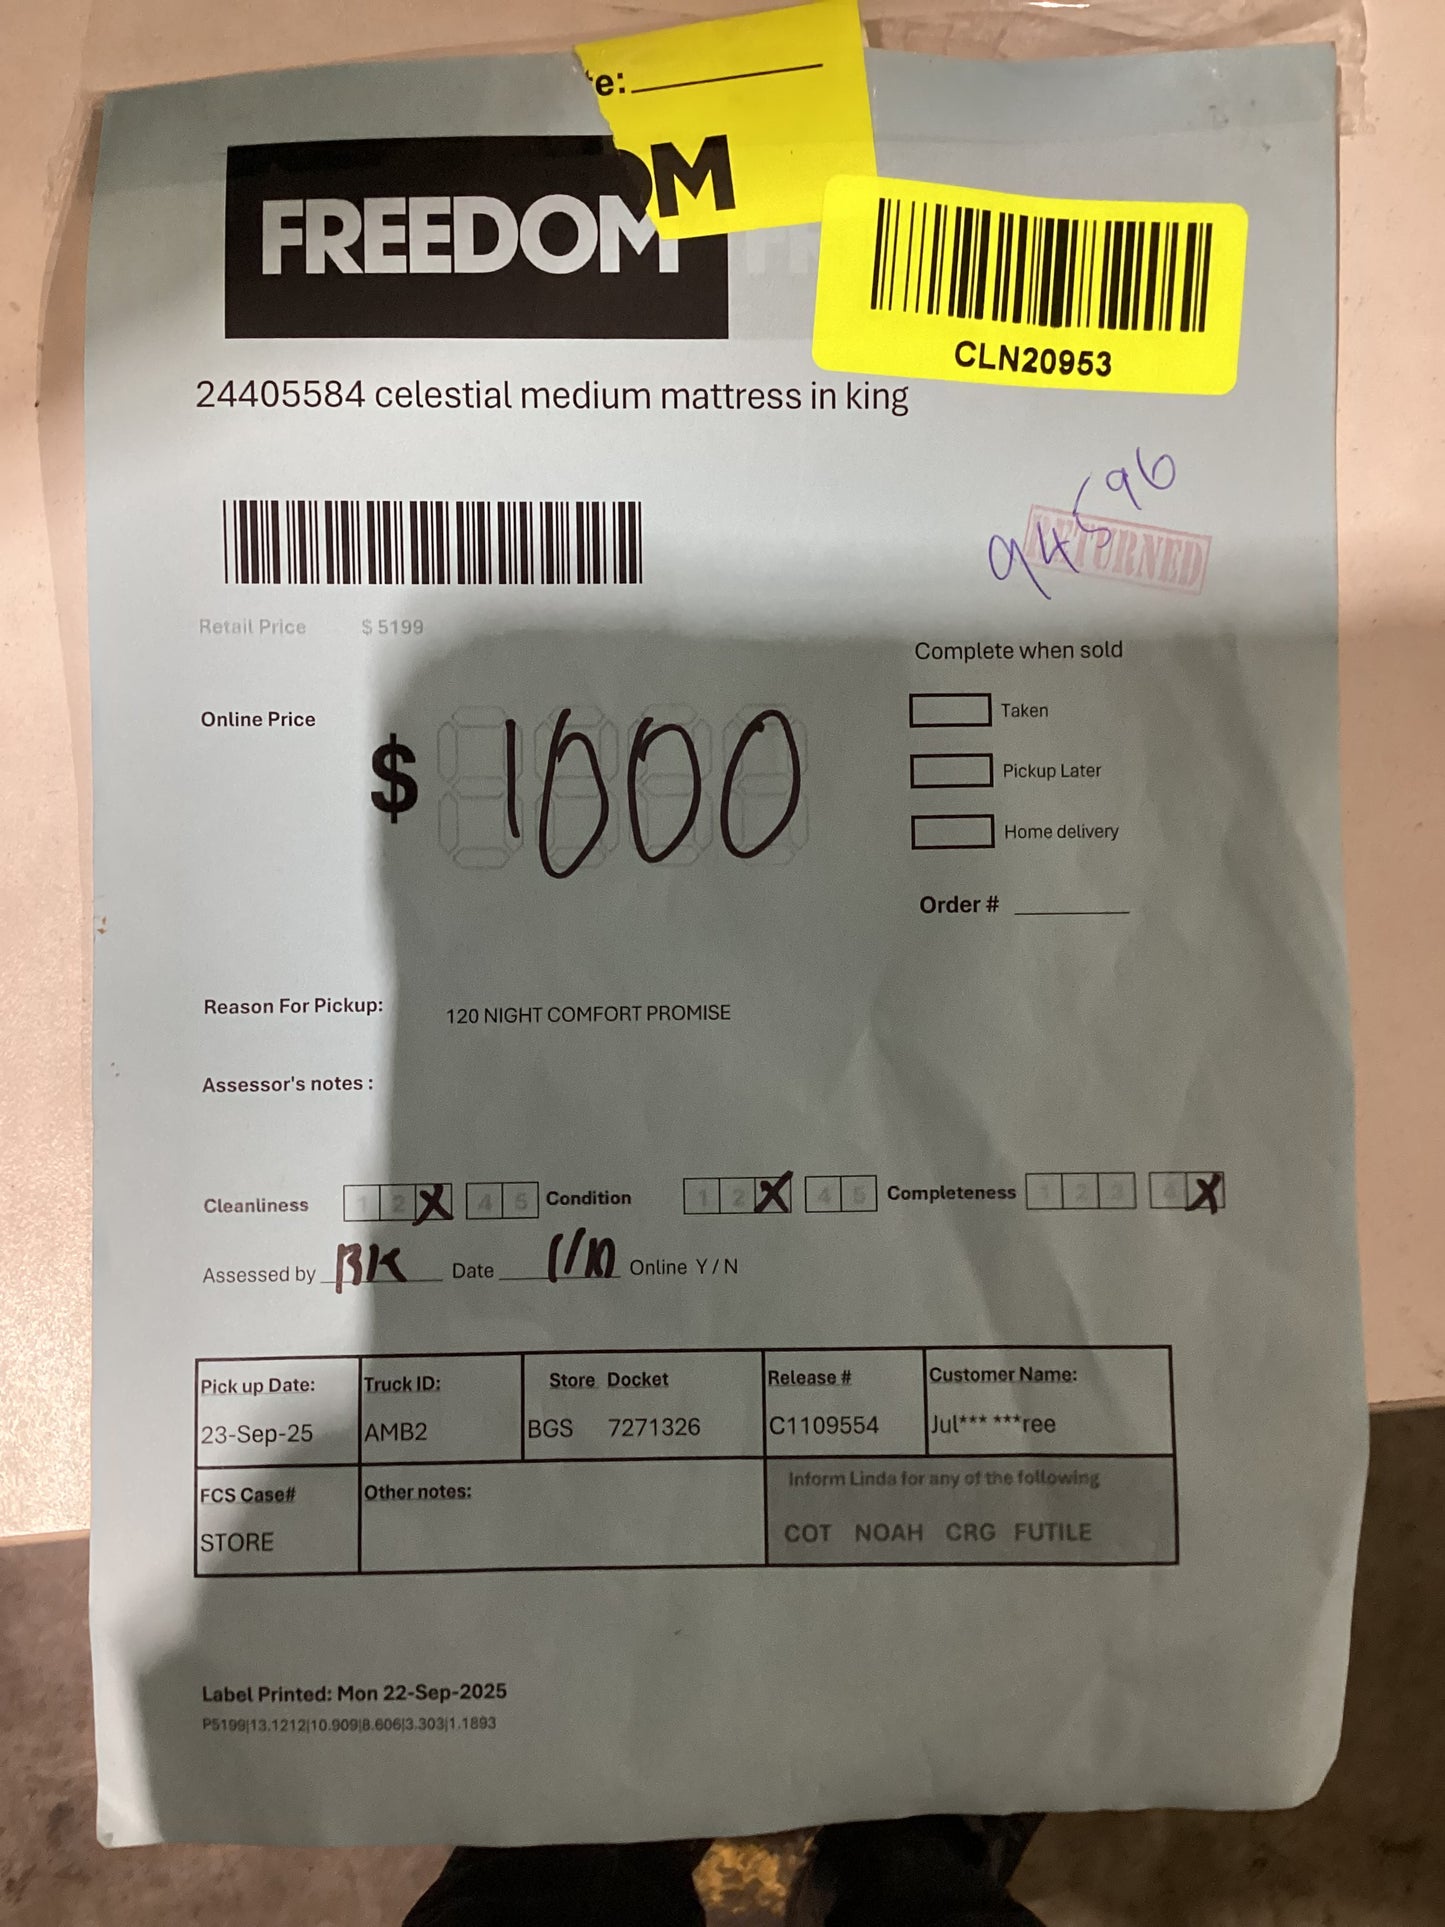 e:
M
FREEDOM
CLN20953
24405584 celestial medium mattress in king
94596
RETURNED
Retail Price $ 5199
Complete when sold
Online Price
$ 1000
Taken
Pickup Later
Home delivery
Order #
Reason For Pickup: 120 NIGHT COMFORT PROMISE
Assessor's notes :
Cleanliness 1 2 X 4 5 Condition 1 2 X 4 5 Completeness 1 2 3 4 X
Assessed by BK Date 1/10 Online Y / N
Pick up Date: Truck ID: Store Docket Release # Customer Name:
23-Sep-25 AMB2 BGS 7271326 C1109554 Jul*** ***ree
FCS Case# Other notes: Inform Linda for any of the following
STORE COT NOAH CRG FUTILE
Label Printed: Mon 22-Sep-2025
P5199|13.1212|10.909|8.606|3.303|1.1893